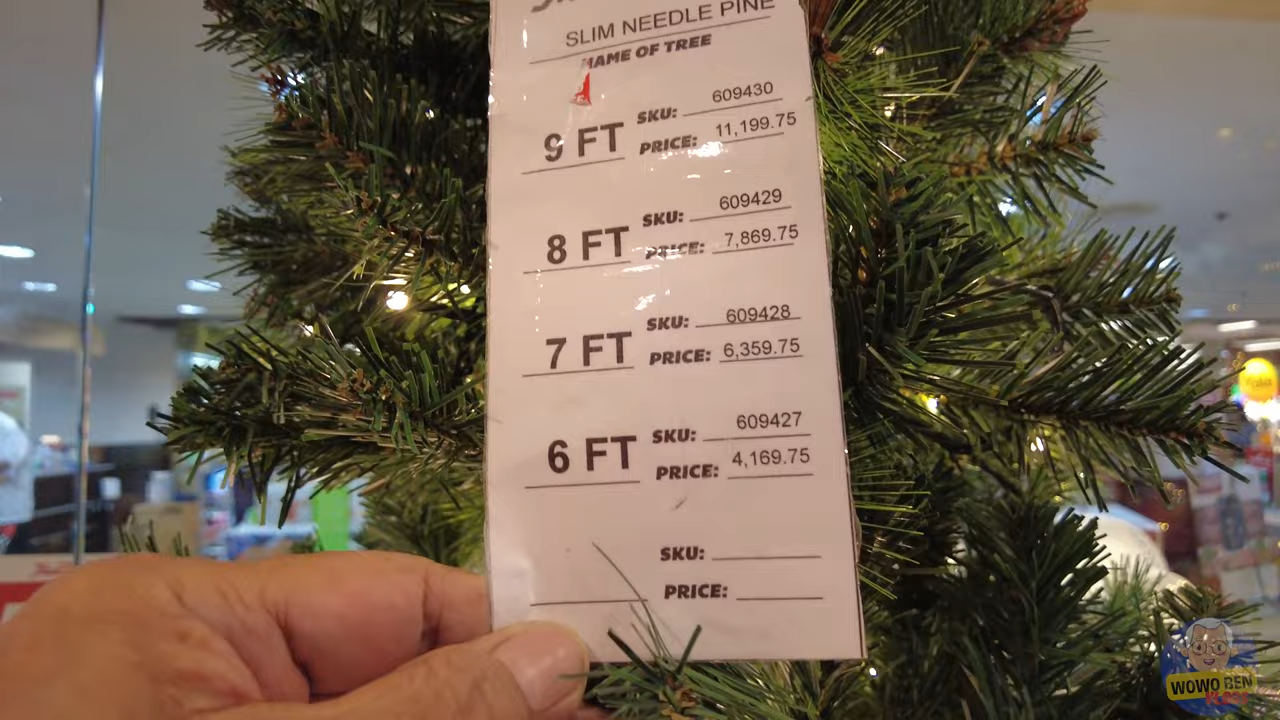 SLIM NEEDLE PINE
NAME OF TREE
9 FT
SKU: 609430
PRICE: 11,199.75
8 FT
SKU: 609429
PRICE: 7,869.75
7 FT
SKU: 609428
PRICE: 6,359.75
6 FT
SKU: 609427
PRICE: 4,169.75
SKU:
PRICE:
WOWO BEN
VLOGS